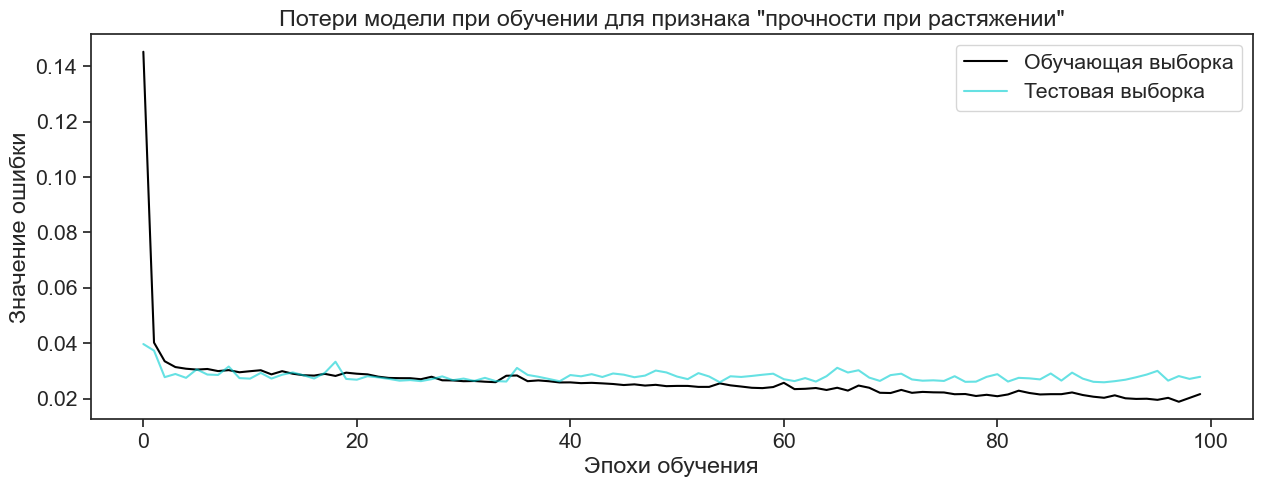 Потери модели при обучении для признака "прочности при растяжении"
Обучающая выборка
Тестовая выборка
Значение ошибки
0.14
0.12
0.10
0.08
0.06
0.04
0.02
0
20
40
60
80
100
Эпохи обучения